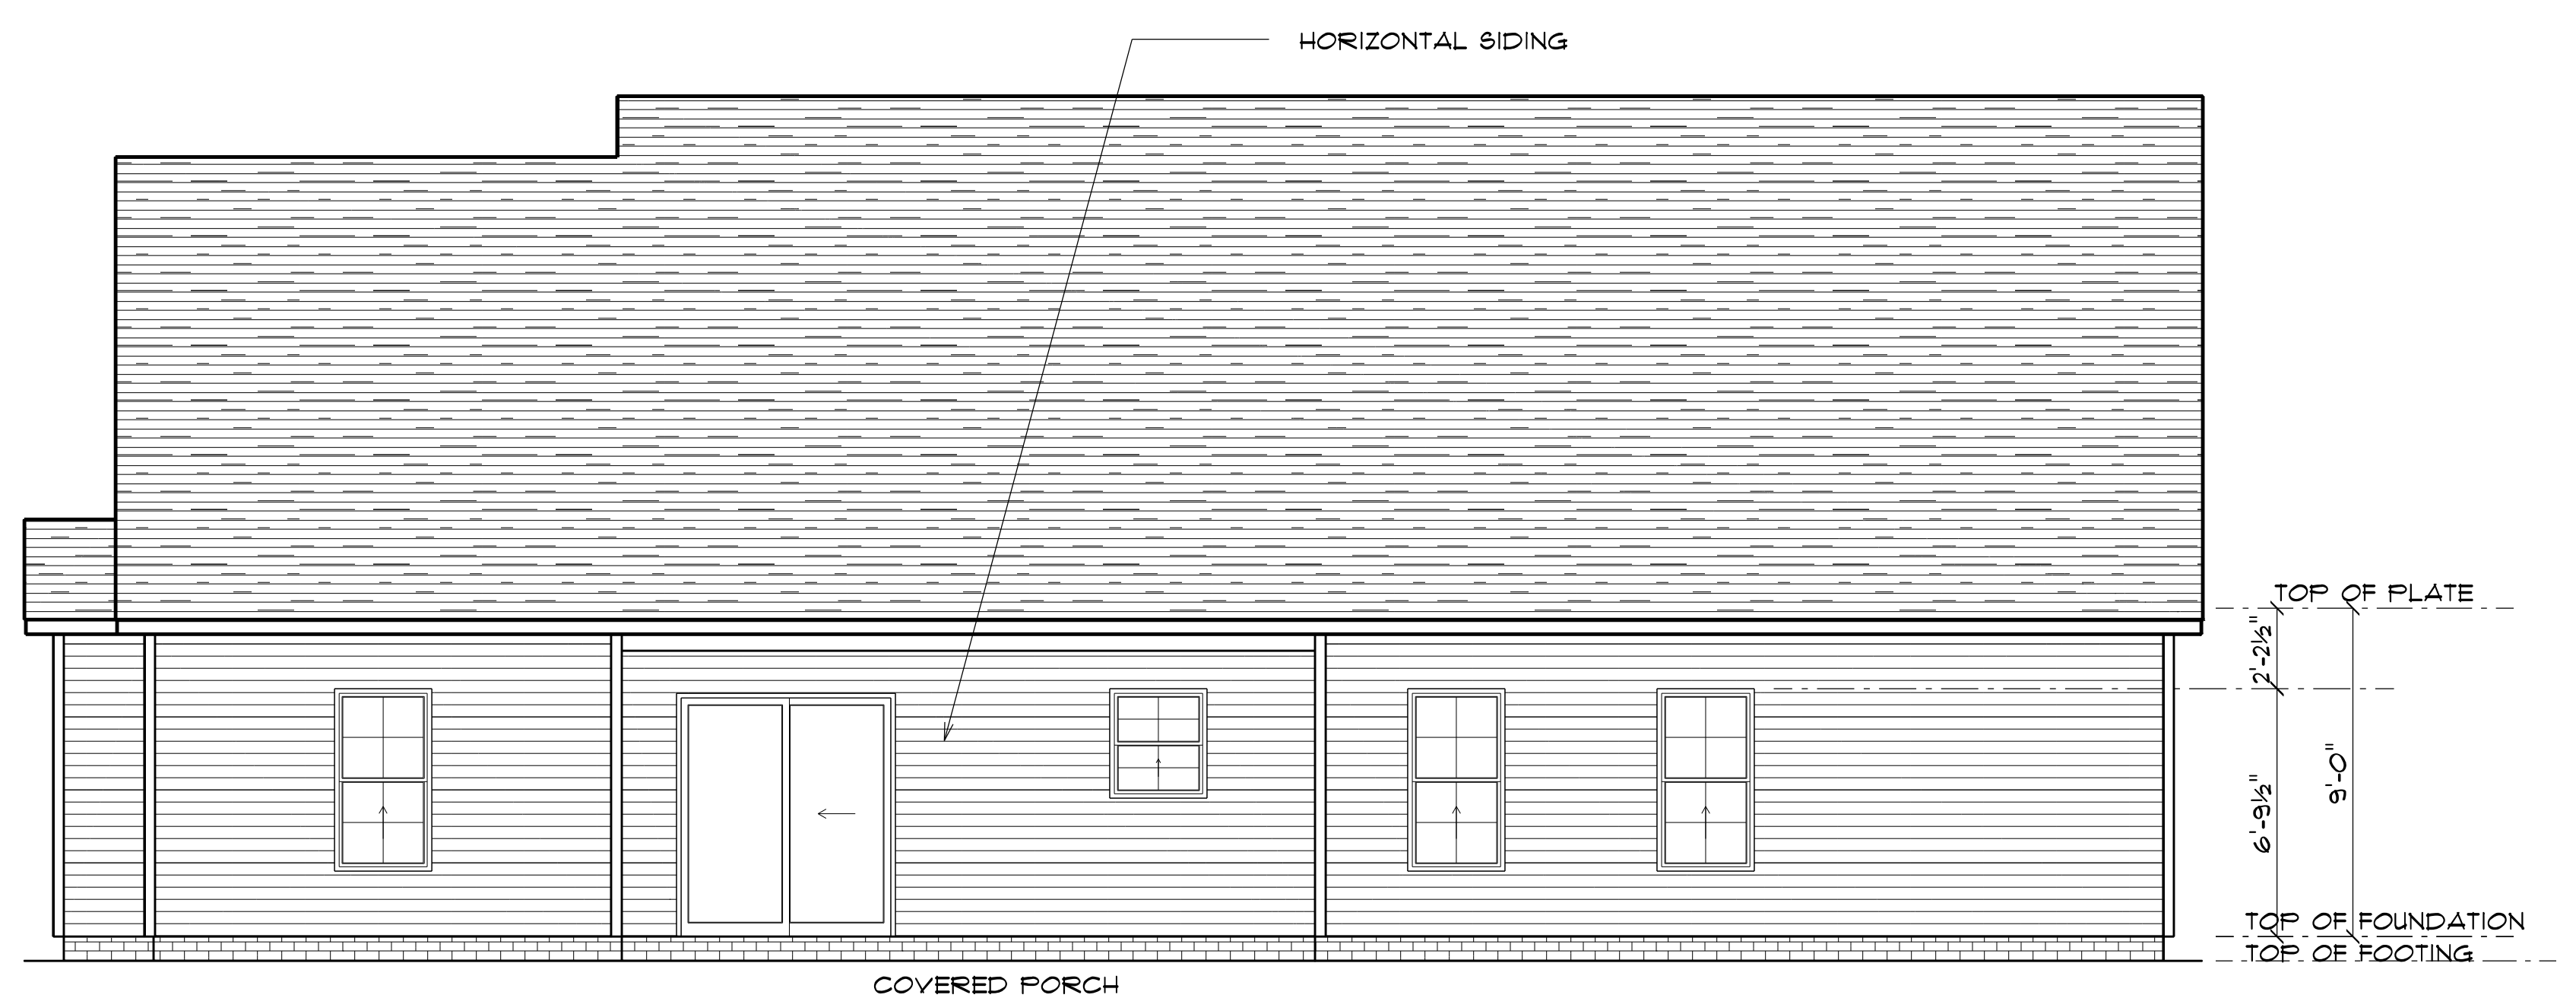 HORIZONTAL SIDING
TOP OF PLATE
2'-2½"
6'-9½"
9'-0"
TOP OF FOUNDATION
TOP OF FOOTING
COVERED PORCH